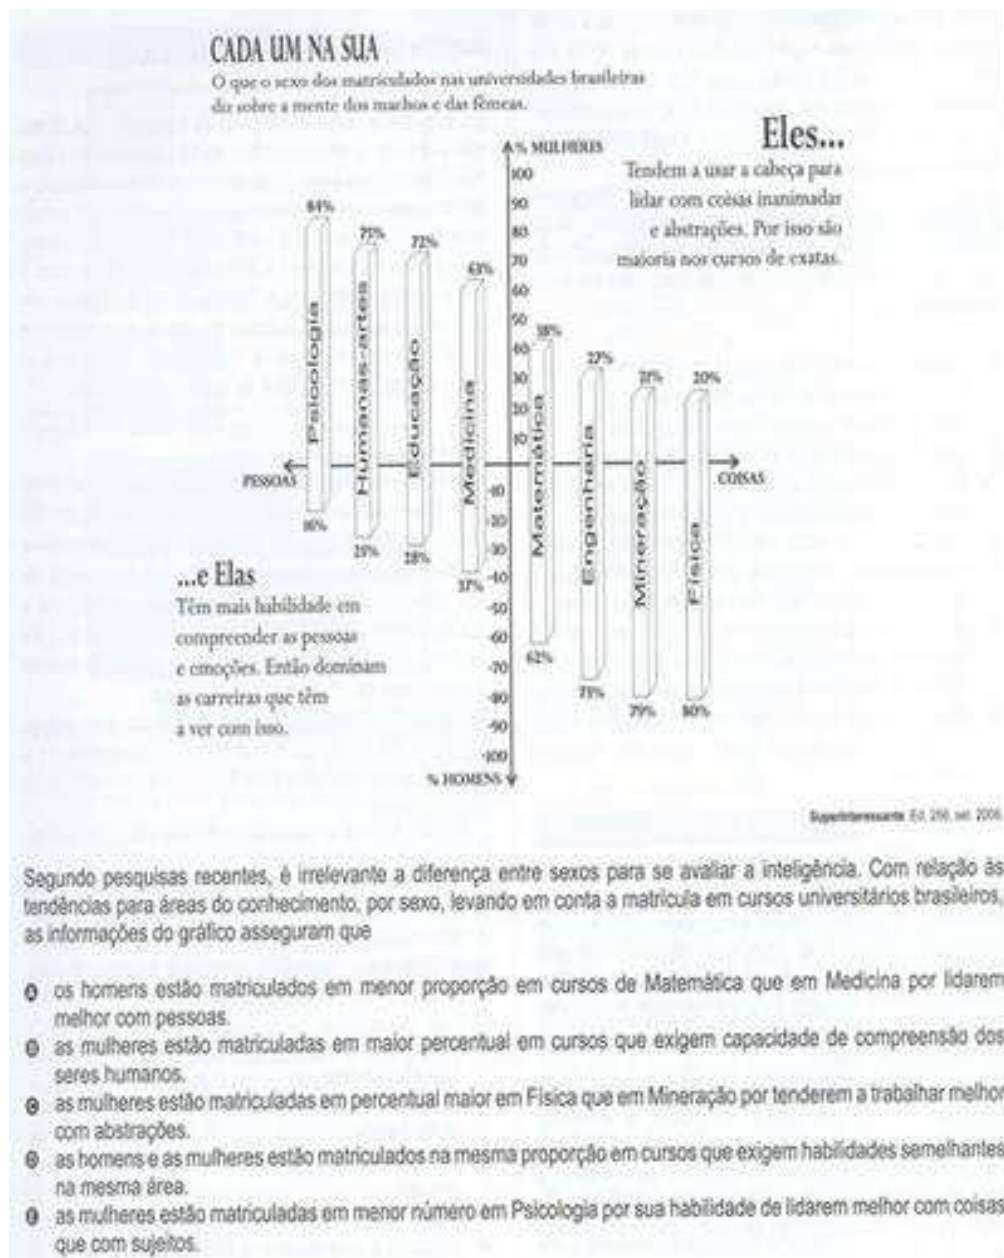 CADA UM NA SUA
O que o sexo dos matriculados nas universidades brasileiras
diz sobre a mente dos machos e das fêmeas.
Eles...
Tendem a usar a cabeça para
lidar com coisas inanimadas
e abstrações. Por isso são
maioria nos cursos de exatas.
% MULHERES
100
90
80
70
60
50
40
30
20
10
84%
75%
72%
63%
38%
21%
20%
Psicologia
Humanas-artes
Educação
Medicina
Matemática
Engenharia
Mineração
Física
PESSOAS
COISAS
-10
-20
-30
-40
-50
-60
-70
-80
-90
-100
16%
25%
28%
37%
62%
79%
80%
% HOMENS
...e Elas
Têm mais habilidade em
compreender as pessoas
e emoções. Então dominam
as carreiras que têm
a ver com isso.
Superinteressante. Ed. set.
Segundo pesquisas recentes, é irrelevante a diferença entre sexos para se avaliar a inteligência. Com relação às
tendências para áreas do conhecimento, por sexo, levando em conta a matrícula em cursos universitários brasileiros,
as informações do gráfico asseguram que
os homens estão matriculados em menor proporção em cursos de Matemática que em Medicina por lidarem
melhor com pessoas.
as mulheres estão matriculadas em maior percentual em cursos que exigem capacidade de compreensão dos
seres humanos.
as mulheres estão matriculadas em percentual maior em Física que em Mineração por tenderem a trabalhar melhor
com abstrações.
as homens e as mulheres estão matriculados na mesma proporção em cursos que exigem habilidades semelhantes
na mesma área.
as mulheres estão matriculadas em menor número em Psicologia por sua habilidade de lidarem melhor com coisas
que com sujeitos.